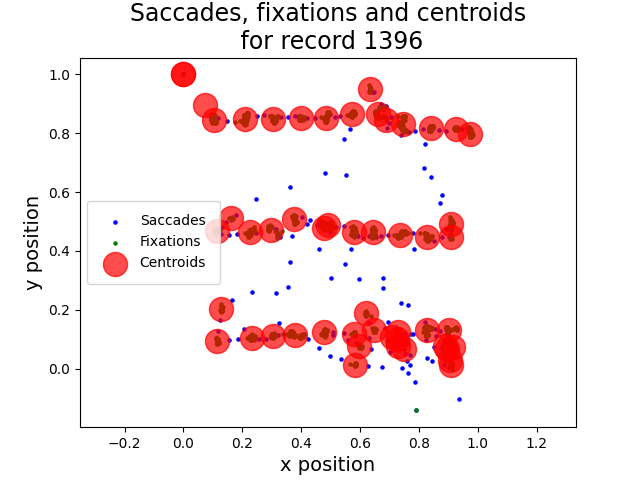 Saccades, fixations and centroids
for record 1396
1.0
0.8
0.6
0.4
0.2
0.0
y position
Saccades
Fixations
Centroids
−0.2
0.0
0.2
0.4
0.6
0.8
1.0
1.2
x position